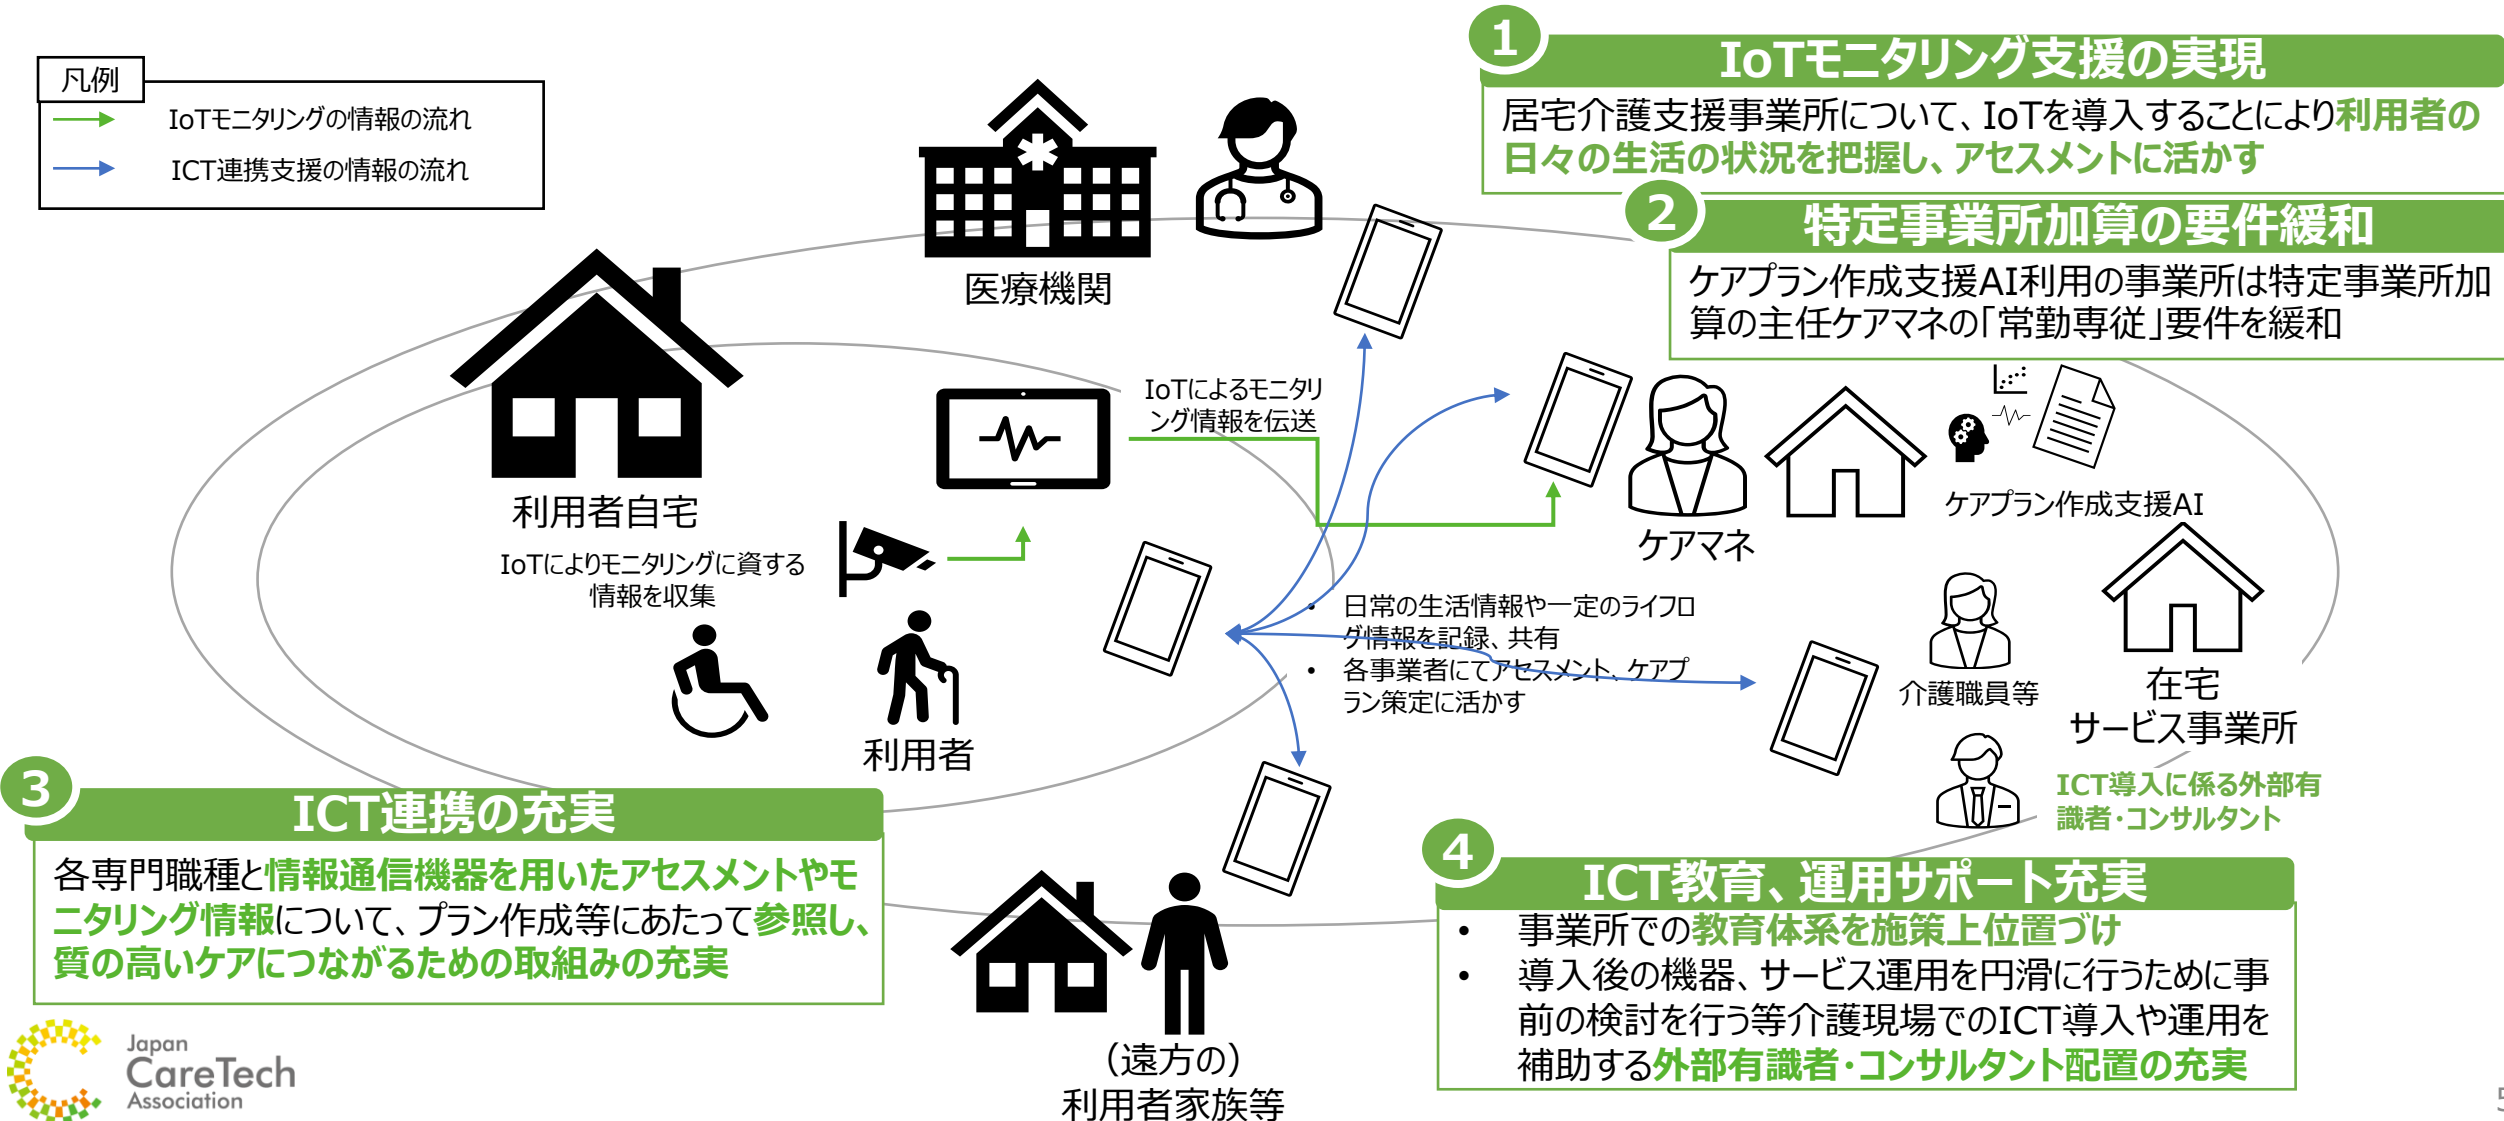 凡例
IoTモニタリングの情報の流れ
ICT連携支援の情報の流れ
1
IoTモニタリング支援の実現
居宅介護支援事業所について、IoTを導入することにより利用者の
日々の生活の状況を把握し、アセスメントに活かす
2
特定事業所加算の要件緩和
ケアプラン作成支援AI利用の事業所は特定事業所加
算の主任ケアマネの「常勤専従」要件を緩和
医療機関
利用者自宅
IoTによるモニタリ
ング情報を伝送
IoTによりモニタリングに資する
情報を収集
利用者
ケアマネ
ケアプラン作成支援AI
• 日常の生活情報や一定のライフロ
グ情報を記録、共有
• 各事業者にてアセスメント、ケアプ
ラン策定に活かす
介護職員等
在宅
サービス事業所
ICT導入に係る外部有
識者・コンサルタント
3
ICT連携の充実
各専門職種と情報通信機器を用いたアセスメントやモ
ニタリング情報について、プラン作成等にあたって参照し、
質の高いケアにつながるための取組みの充実
4
ICT教育、運用サポート充実
• 事業所での教育体系を施策上位置づけ
• 導入後の機器、サービス運用を円滑に行うために事
前の検討を行う等介護現場でのICT導入や運用を
補助する外部有識者・コンサルタント配置の充実
（遠方の）
利用者家族等
Japan
CareTech
Association